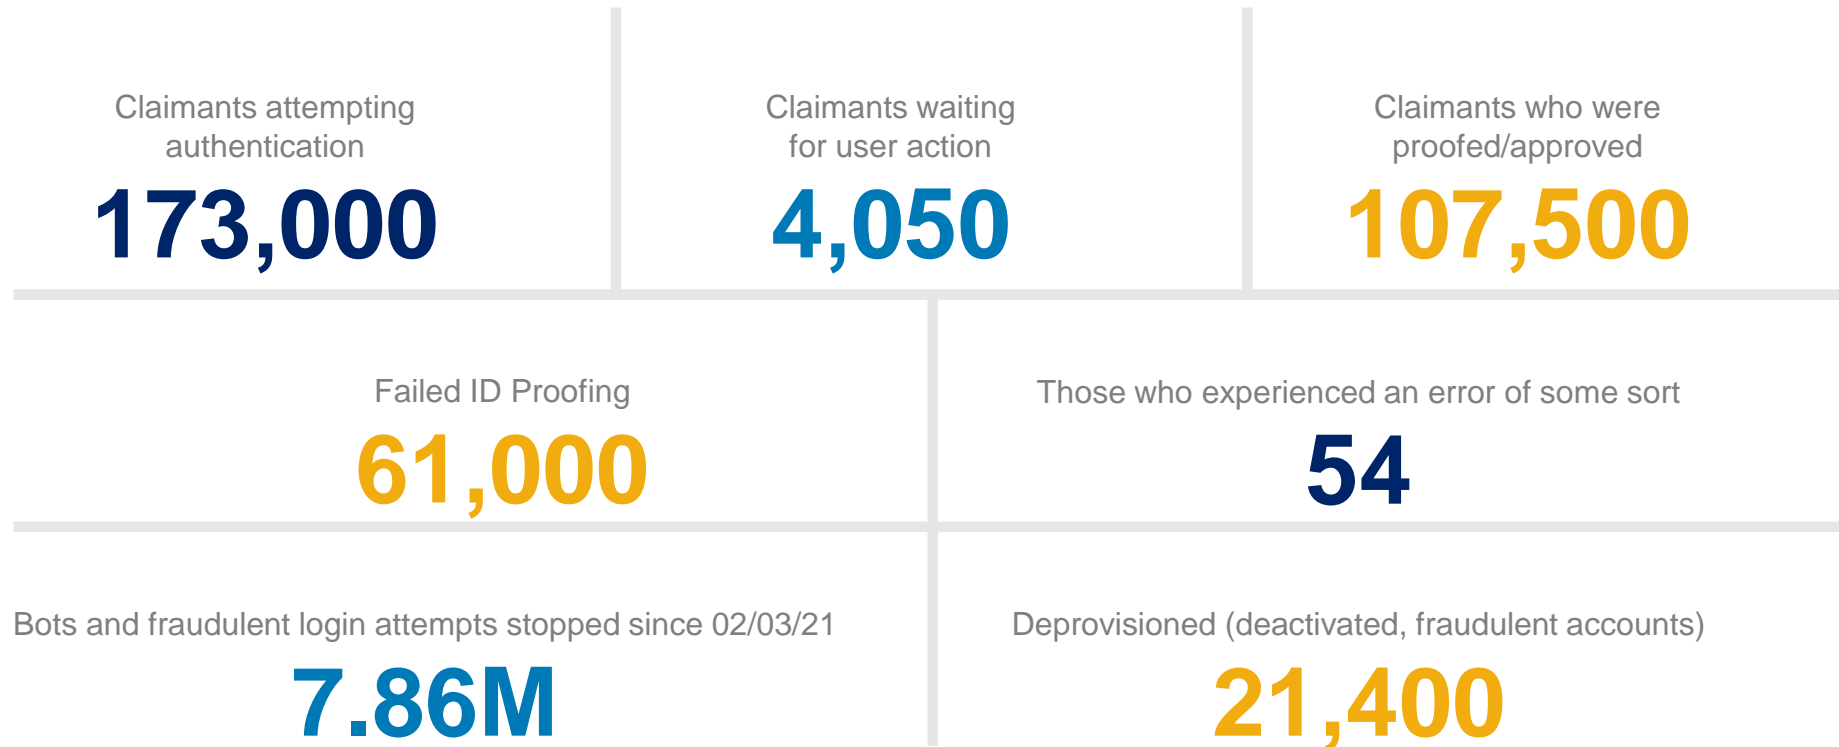 Claimants attempting
authentication
173,000
Claimants waiting
for user action
4,050
Claimants who were
proofed/approved
107,500
Failed ID Proofing
61,000
Those who experienced an error of some sort
54
Bots and fraudulent login attempts stopped since 02/03/21
7.86M
Deprovisioned (deactivated, fraudulent accounts)
21,400